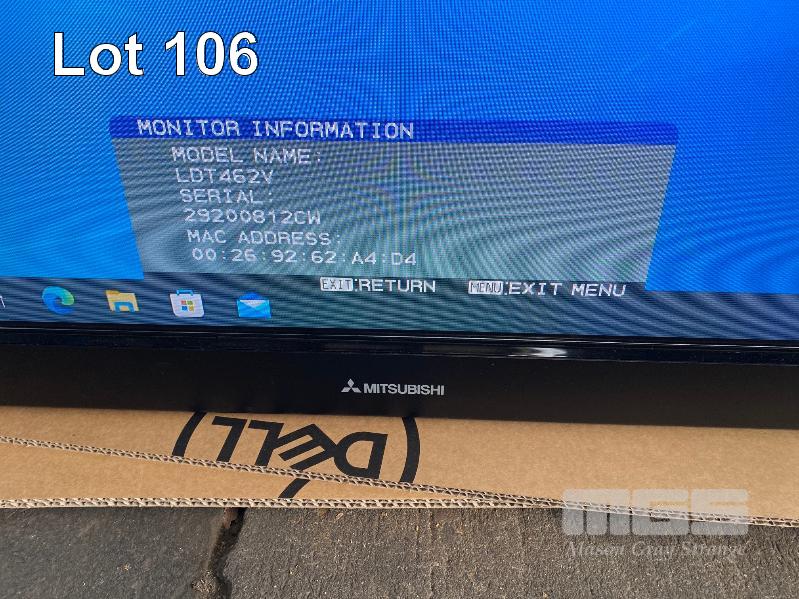 Lot 106
MONITOR INFORMATION
MODEL NAME:
LDT462V
SERIAL:
29200812CW
MAC ADDRESS:
00:26:92:62:A4:D4
EXIT:RETURN MENU:EXIT MENU
MITSUBISHI
DELL
MGS
Mason Gray Strange